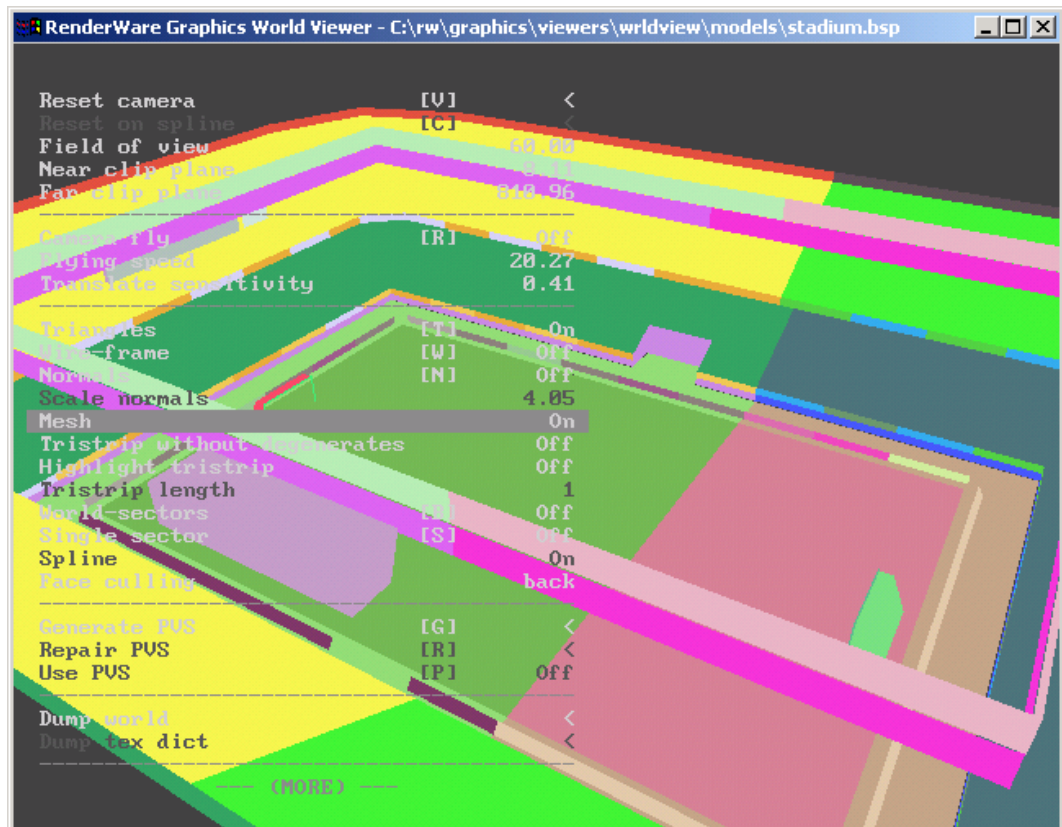 RenderWare Graphics World Viewer - C:\rw\graphics\viewers\wrldview\models\stadium.bsp
Reset camera [V] <
Reset on spline [C] <
Field of view 60.00
Near clip plane 8.11
Far clip plane 810.96
Camera fly [R] Off
Flying speed 20.27
Translate sensitivity 0.41
Triangles [T] On
Wire-frame [W] Off
Normals [N] Off
Scale normals 4.05
Mesh On
Tristrip without degenerates Off
Highlight tristrip Off
Tristrip length 1
World-sectors [B] Off
Single sector [S] Off
Spline On
Face culling back
Generate PVS [G] <
Repair PVS [R] <
Use PVS [P] Off
Dump world <
Dump tex dict <
--- (MORE) ---